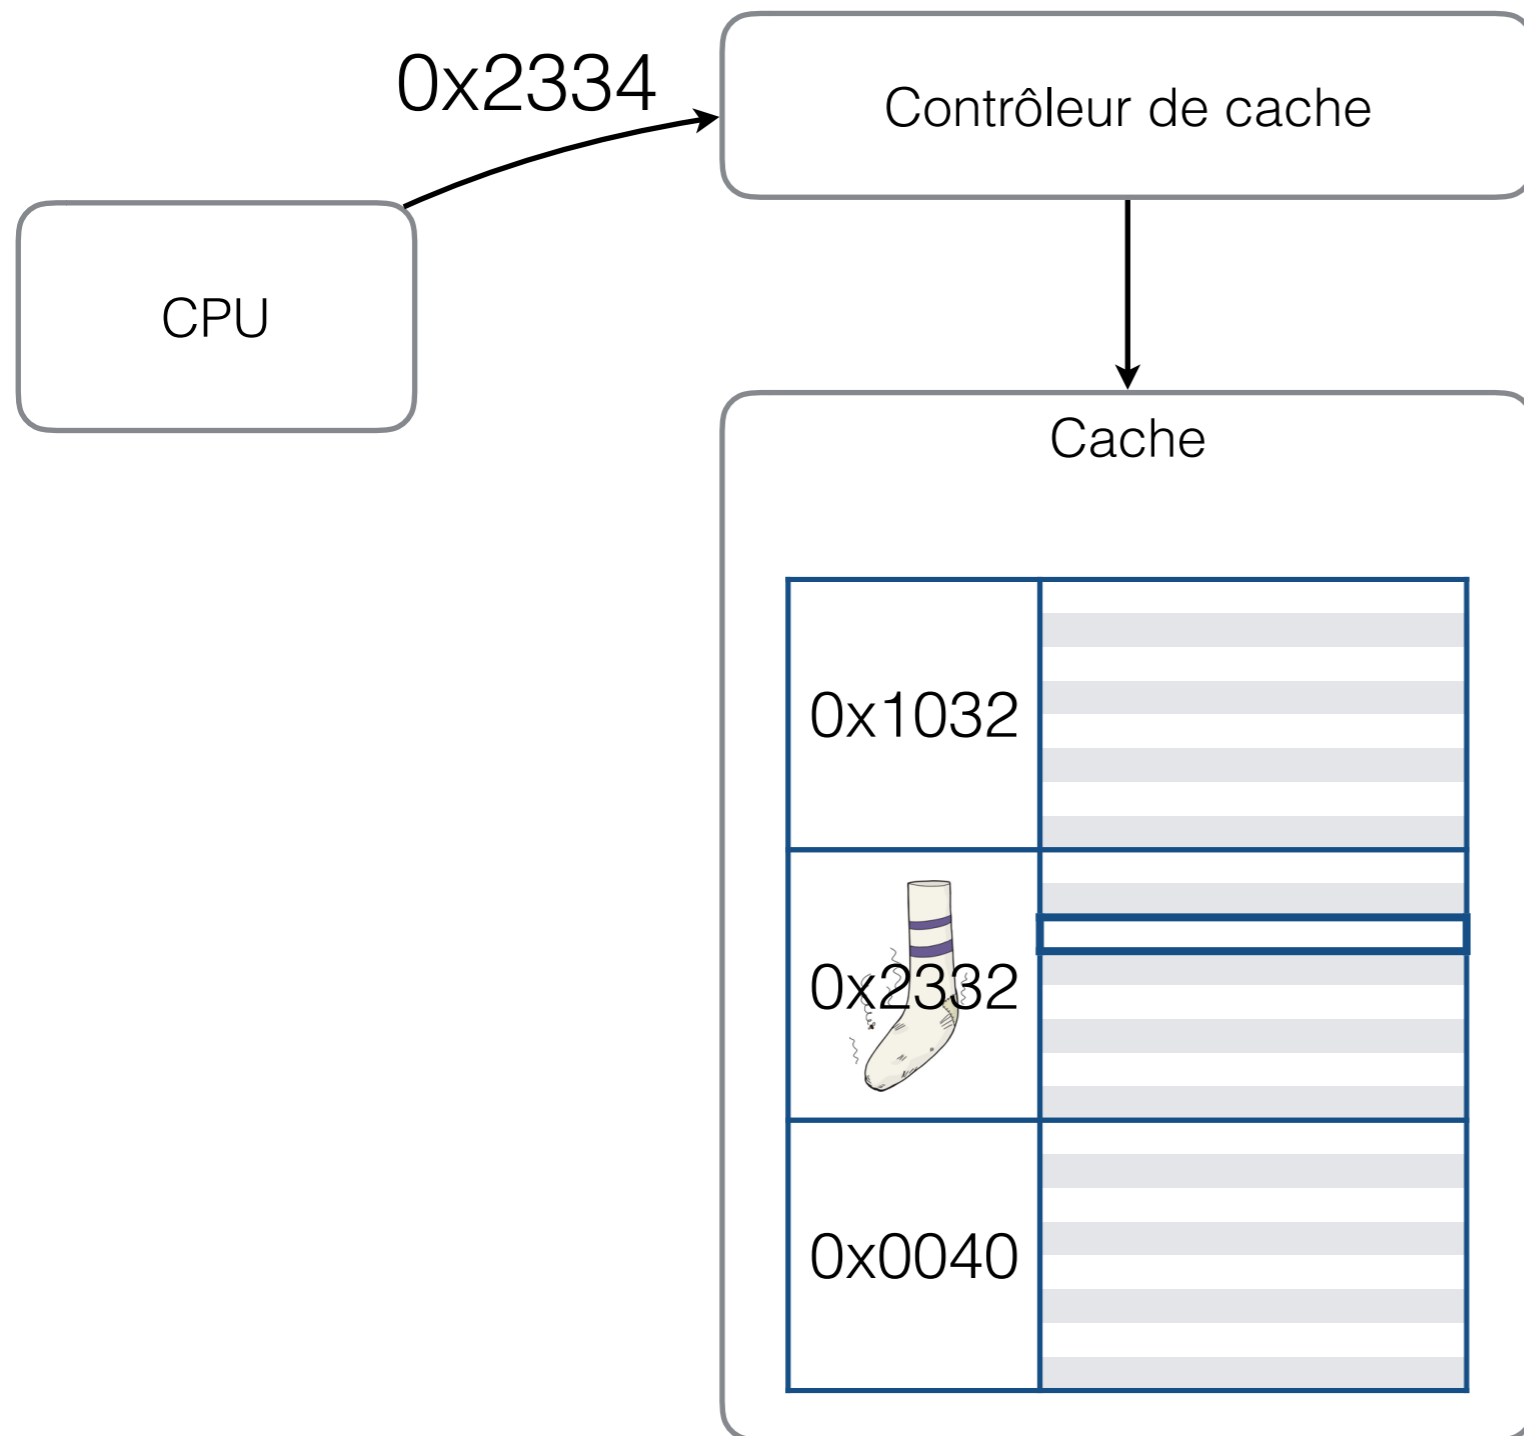 0x2334
Contrôleur de cache
CPU
Cache
0x1032
0x2332
0x0040